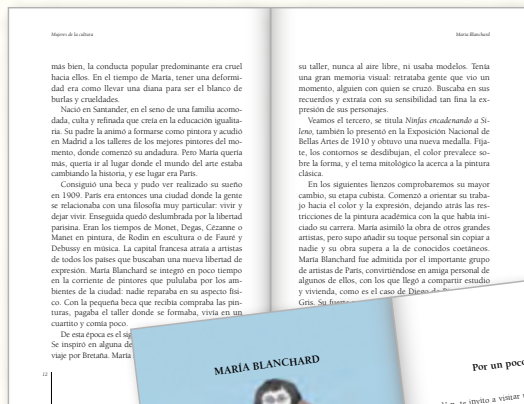 Mujeres de la cultura
más bien, la conducta popular predominante era cruel
hacia ellos. En el tiempo de María, tener una deformi-
dad era como llevar una diana para ser el blanco de
burlas y crueldades.
Nació en Santander, en el seno de una familia acomo-
dada, culta y refinada que creía en la educación igualita-
ria. Su padre la animó a formarse como pintora y acudió
en Madrid a los talleres de los mejores pintores del mo-
mento, donde comenzó su andadura. Pero María quería
más, quería ir al lugar donde el mundo del arte estaba
cambiando la historia, y ese lugar era París.
Consiguió una beca y pudo ver realizado su sueño
en 1909. París era entonces una ciudad donde la gente
se relacionaba con una filosofía muy particular: vivir y
dejar vivir. Enseguida quedó deslumbrada por la libertad
parisina. Eran los tiempos de Monet, Degas, Cézanne o
Manet en pintura, de Rodin en escultura o de Fauré y
Debussy en música. La capital francesa atraía a artistas
de todos los países que buscaban una nueva libertad de
expresión. María Blanchard se integró en poco tiempo
en la corriente de pintores que pululaba por los am-
bientes de la ciudad: nadie reparaba en su aspecto físi-
co. Con la pequeña beca que recibía compraba las pin-
turas, pagaba el taller donde se formaba, vivía en un
cuartito y comía poco.
De esta época es el
Se inspiró en alguna de
viaje por Bretaña. María
12
María Blanchard
su taller, nunca al aire libre, ni usaba modelos. Tenía
una gran memoria visual: retrataba gente que vio un
momento, alguien con quien se cruzó. Buscaba en sus
recuerdos y extraía con su sensibilidad tan fina la ex-
presión de sus personajes.
Veamos el tercero, se titula Ninfas encadenando a Si-
leno, también lo presentó en la Exposición Nacional de
Bellas Artes de 1910 y obtuvo una nueva medalla. Fíja-
te, los contornos se desdibujan, el color prevalece so-
bre la forma, y el tema mitológico la acerca a la pintura
clásica.
En los siguientes lienzos comprobaremos su mayor
cambio, su etapa cubista. Comenzó a orientar su traba-
jo hacia el color y la expresión, dejando atrás las res-
tricciones de la pintura académica con la que había ini-
ciado su carrera. María asimiló la obra de otros grandes
artistas, pero supo añadir su toque personal sin copiar a
nadie y su obra supera a la de conocidos coetáneos.
María Blanchard fue admitida por el importante grupo
de artistas de París, convirtiéndose en amiga personal de
algunos de ellos, con los que llegó a compartir estudio
y vivienda, como es el caso de Diego
Gris. Su
MARÍA BLANCHARD
Por un poco
te invito a visitar